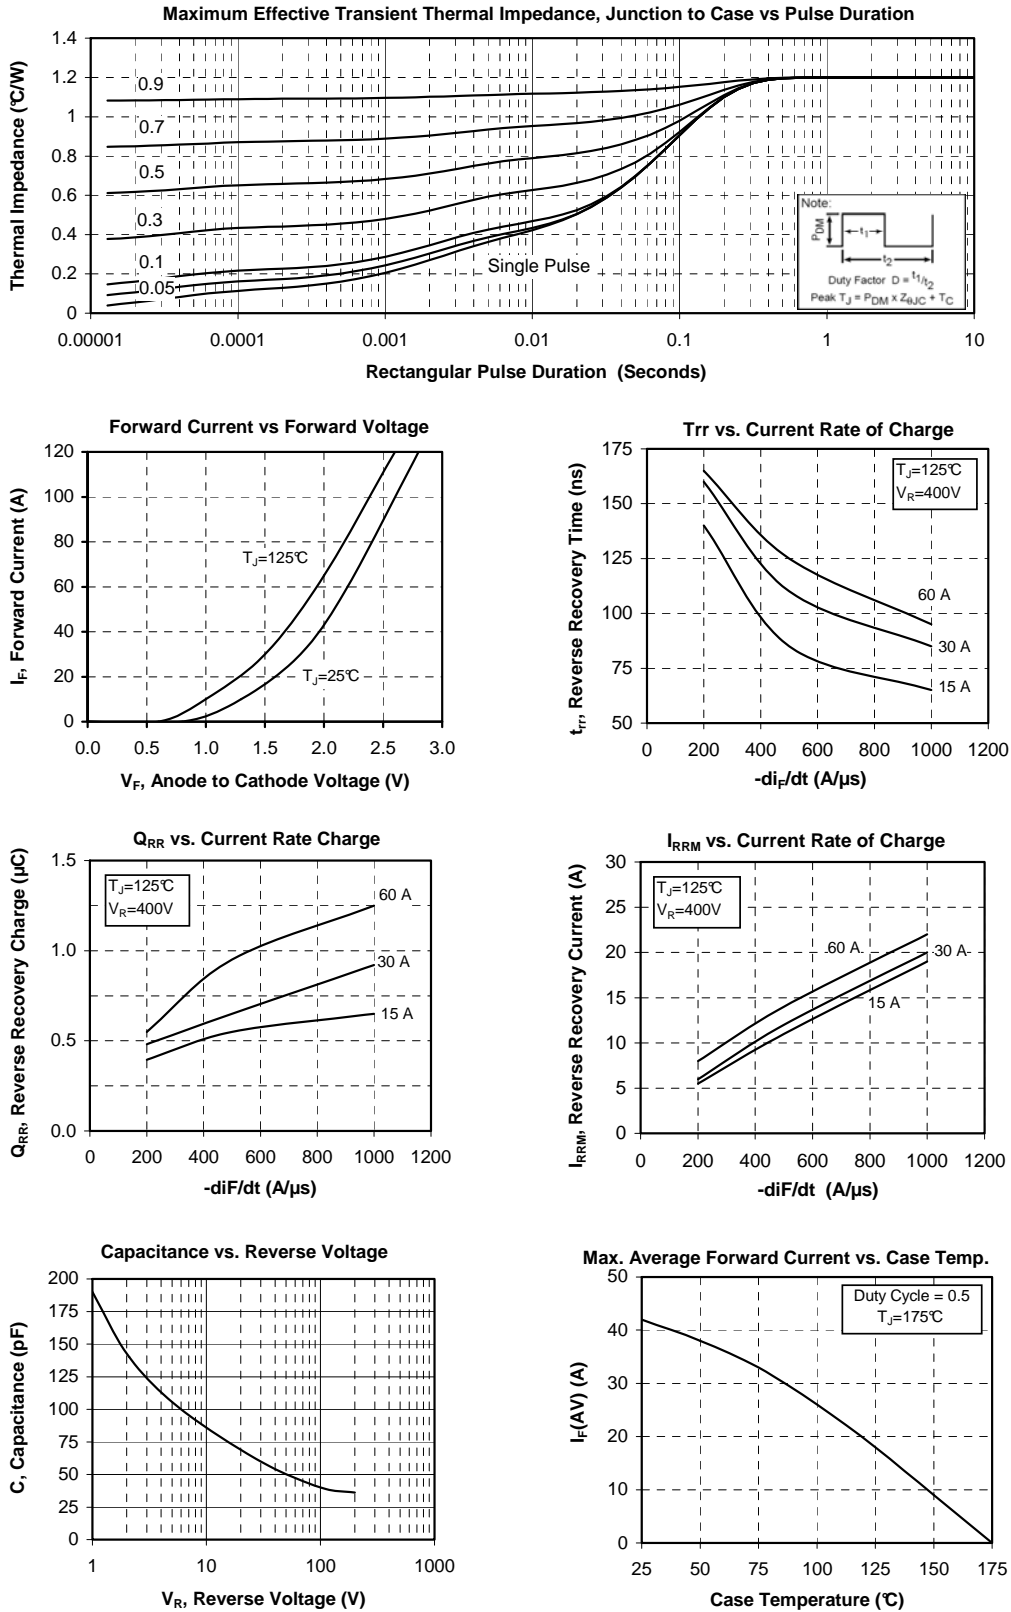 Maximum Effective Transient Thermal Impedance, Junction to Case vs Pulse Duration
Thermal Impedance (°C/W)
1.4
1.2
1
0.8
0.6
0.4
0.2
0
0.9
0.7
0.5
0.3
0.1
0.05
Single Pulse
Note:
PDM
t1
t2
Duty Factor D = t1/t2
Peak TJ = PDM x ZθJC + TC
0.00001 0.0001 0.001 0.01 0.1 1 10
Rectangular Pulse Duration (Seconds)
Forward Current vs Forward Voltage
IF, Forward Current (A)
120
100
80
60
40
20
0
TJ=125°C
TJ=25°C
0.0 0.5 1.0 1.5 2.0 2.5 3.0
VF, Anode to Cathode Voltage (V)
Trr vs. Current Rate of Charge
trr, Reverse Recovery Time (ns)
175
150
125
100
75
50
TJ=125°C
VR=400V
60 A
30 A
15 A
0 200 400 600 800 1000 1200
-diF/dt (A/µs)
QRR vs. Current Rate Charge
QRR, Reverse Recovery Charge (µC)
1.5
1.0
0.5
0.0
TJ=125°C
VR=400V
60 A
30 A
15 A
0 200 400 600 800 1000 1200
-diF/dt (A/µs)
IRRM vs. Current Rate of Charge
IRRM, Reverse Recovery Current (A)
30
25
20
15
10
5
0
TJ=125°C
VR=400V
60 A
30 A
15 A
0 200 400 600 800 1000 1200
-diF/dt (A/µs)
Capacitance vs. Reverse Voltage
C, Capacitance (pF)
200
175
150
125
100
75
50
25
0
1 10 100 1000
VR, Reverse Voltage (V)
Max. Average Forward Current vs. Case Temp.
IF(AV) (A)
50
40
30
20
10
0
Duty Cycle = 0.5
TJ=175°C
25 50 75 100 125 150 175
Case Temperature (°C)